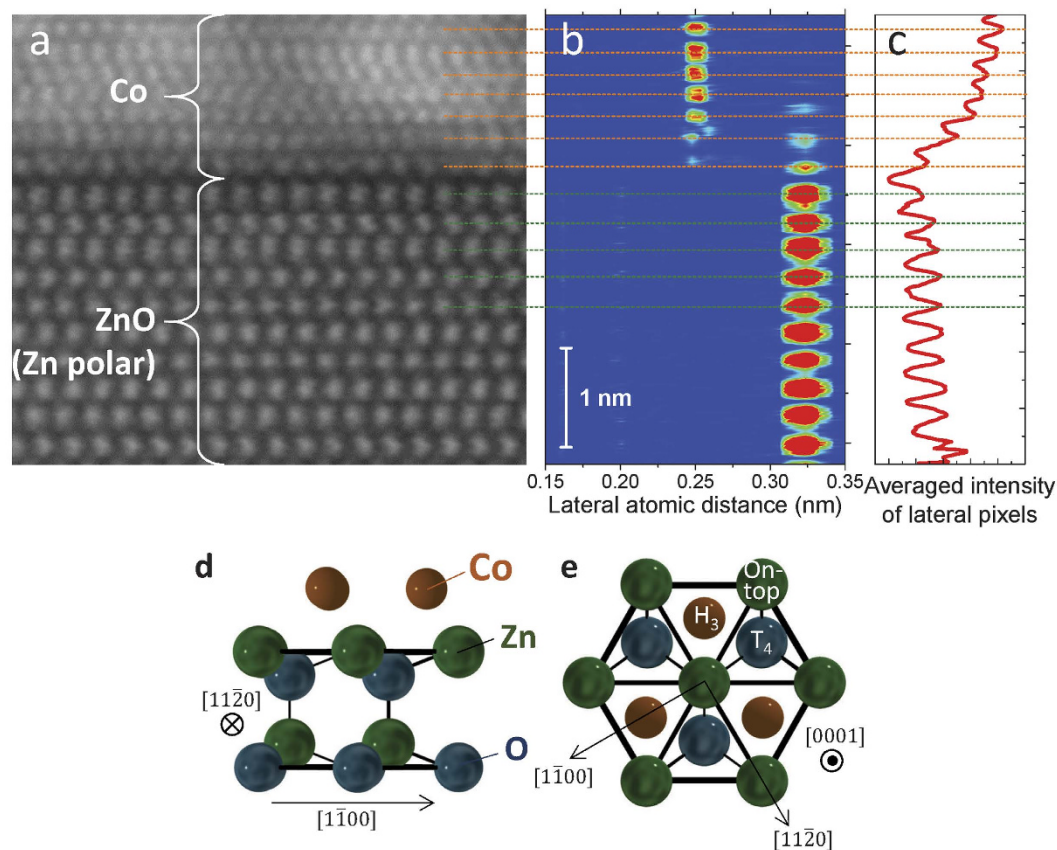 a
Co
ZnO
(Zn polar)
b
1 nm
0.15
0.20
0.25
0.30
0.35
Lateral atomic distance (nm)
c
Averaged intensity
of lateral pixels
d
Co
Zn
[112̅0]
O
[11̅00]
e
On-
top
H₃
T₄
[0001]
[11̅00]
[112̅0]